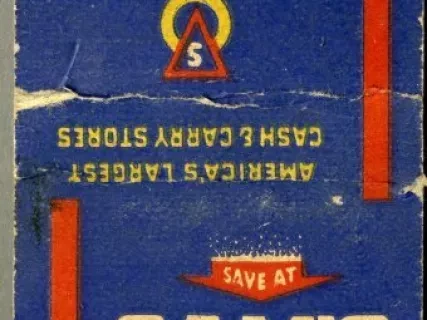 S
AMERICA'S LARGEST
CASH & CARRY STORES
SAVE AT